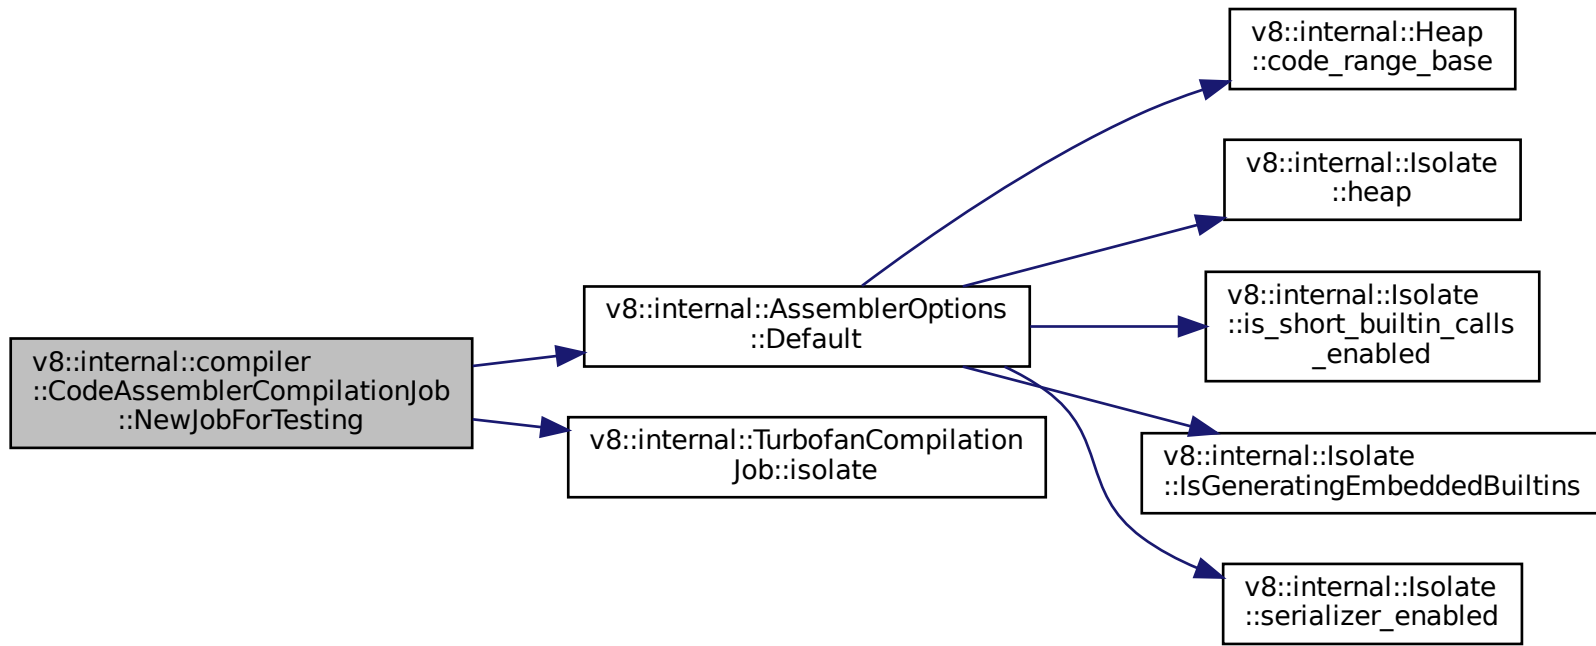 v8::internal::compiler
::CodeAssemblerCompilationJob
::NewJobForTesting
v8::internal::AssemblerOptions
::Default
v8::internal::TurbofanCompilation
Job::isolate
v8::internal::Heap
::code_range_base
v8::internal::Isolate
::heap
v8::internal::Isolate
::is_short_builtin_calls
_enabled
v8::internal::Isolate
::IsGeneratingEmbeddedBuiltins
v8::internal::Isolate
::serializer_enabled